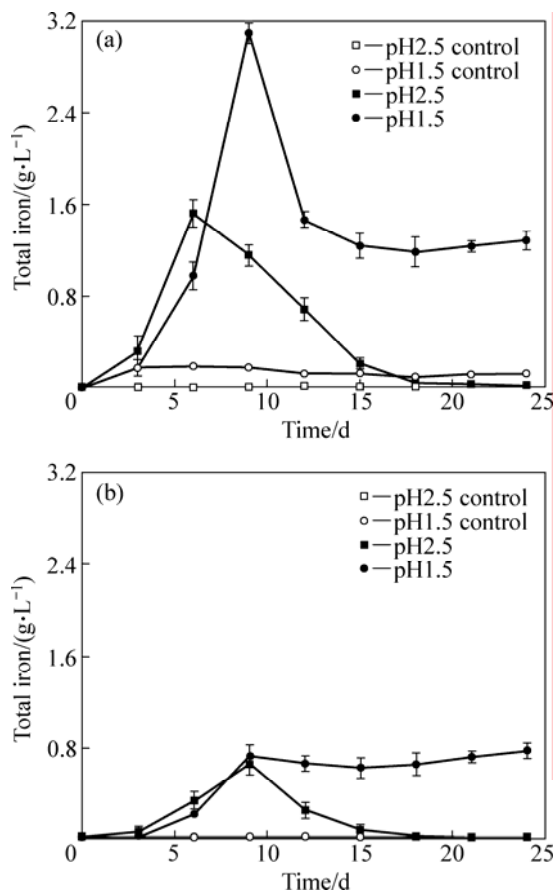 (a)
3.2
2.4
1.6
0.8
0
5
10
15
20
25
Total iron/(g·L⁻¹)
Time/d
pH2.5 control
pH1.5 control
pH2.5
pH1.5
(b)
3.2
2.4
1.6
0.8
0
5
10
15
20
25
Total iron/(g·L⁻¹)
Time/d
pH2.5 control
pH1.5 control
pH2.5
pH1.5